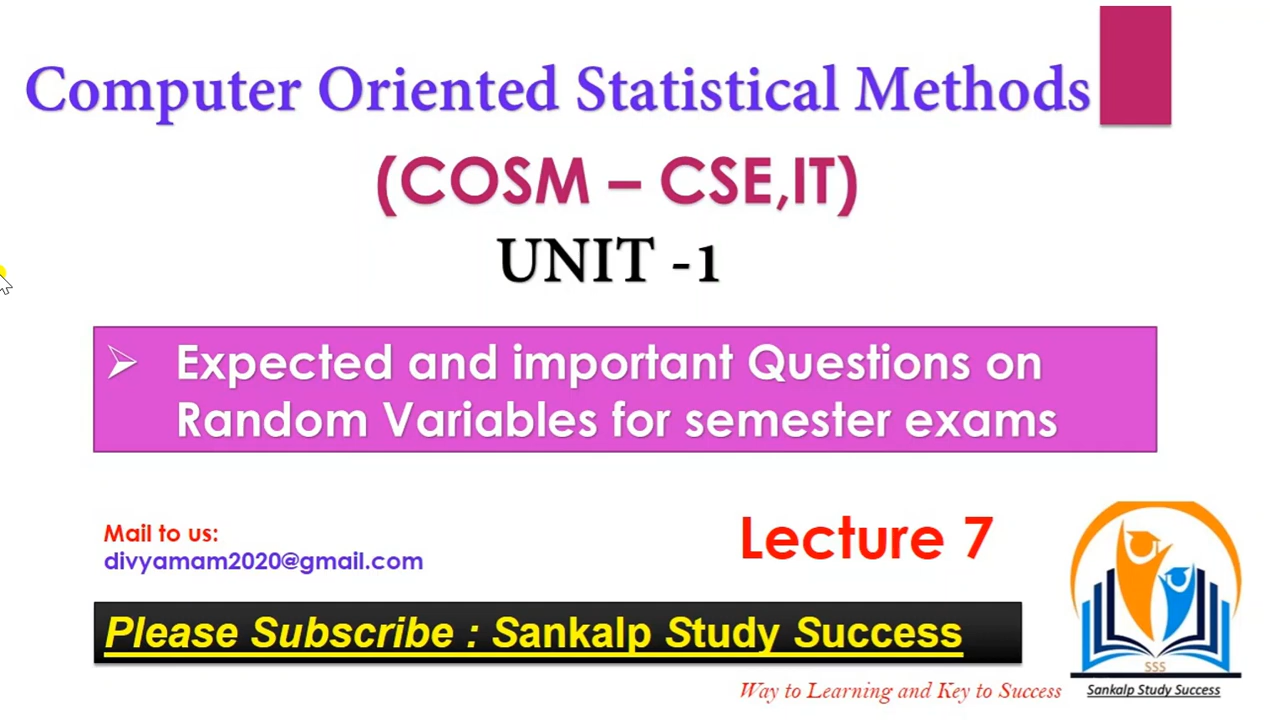 Computer Oriented Statistical Methods
(COSM – CSE,IT)
UNIT -1
➢ Expected and important Questions on
Random Variables for semester exams
Mail to us:
divyamam2020@gmail.com
Lecture 7
Please Subscribe : Sankalp Study Success
SSS
Sankalp Study Success
Way to Learning and Key to Success